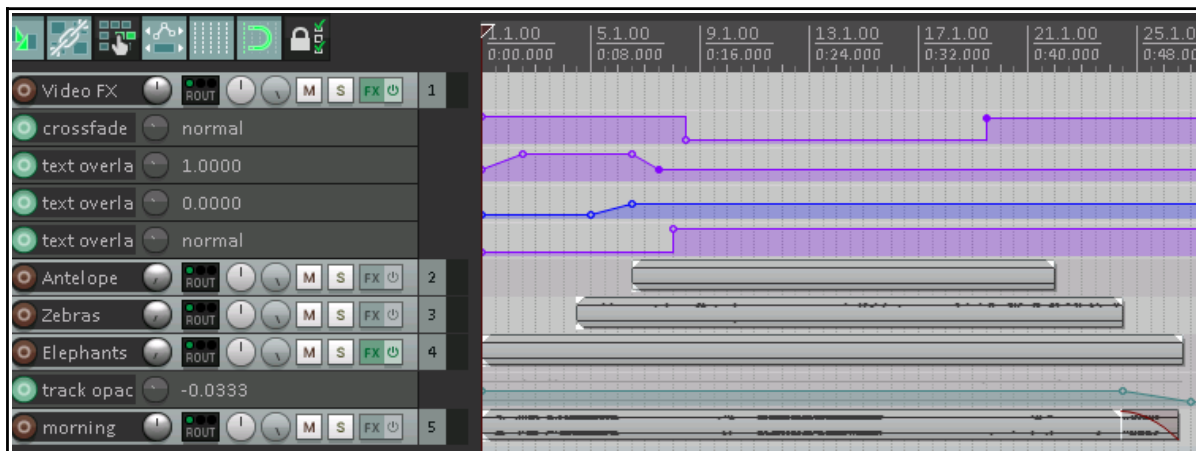 1.1.00 5.1.00 9.1.00 13.1.00 17.1.00 21.1.00 25.1.0
0:00.000 0:08.000 0:16.000 0:24.000 0:32.000 0:40.000 0:48.00
Video FX ROUT M S FX 1
crossfade normal
text overla 1.0000
text overla 0.0000
text overla normal
Antelope ROUT M S FX 2
Zebras ROUT M S FX 3
Elephants ROUT M S FX 4
track opac -0.0333
morning ROUT M S FX 5